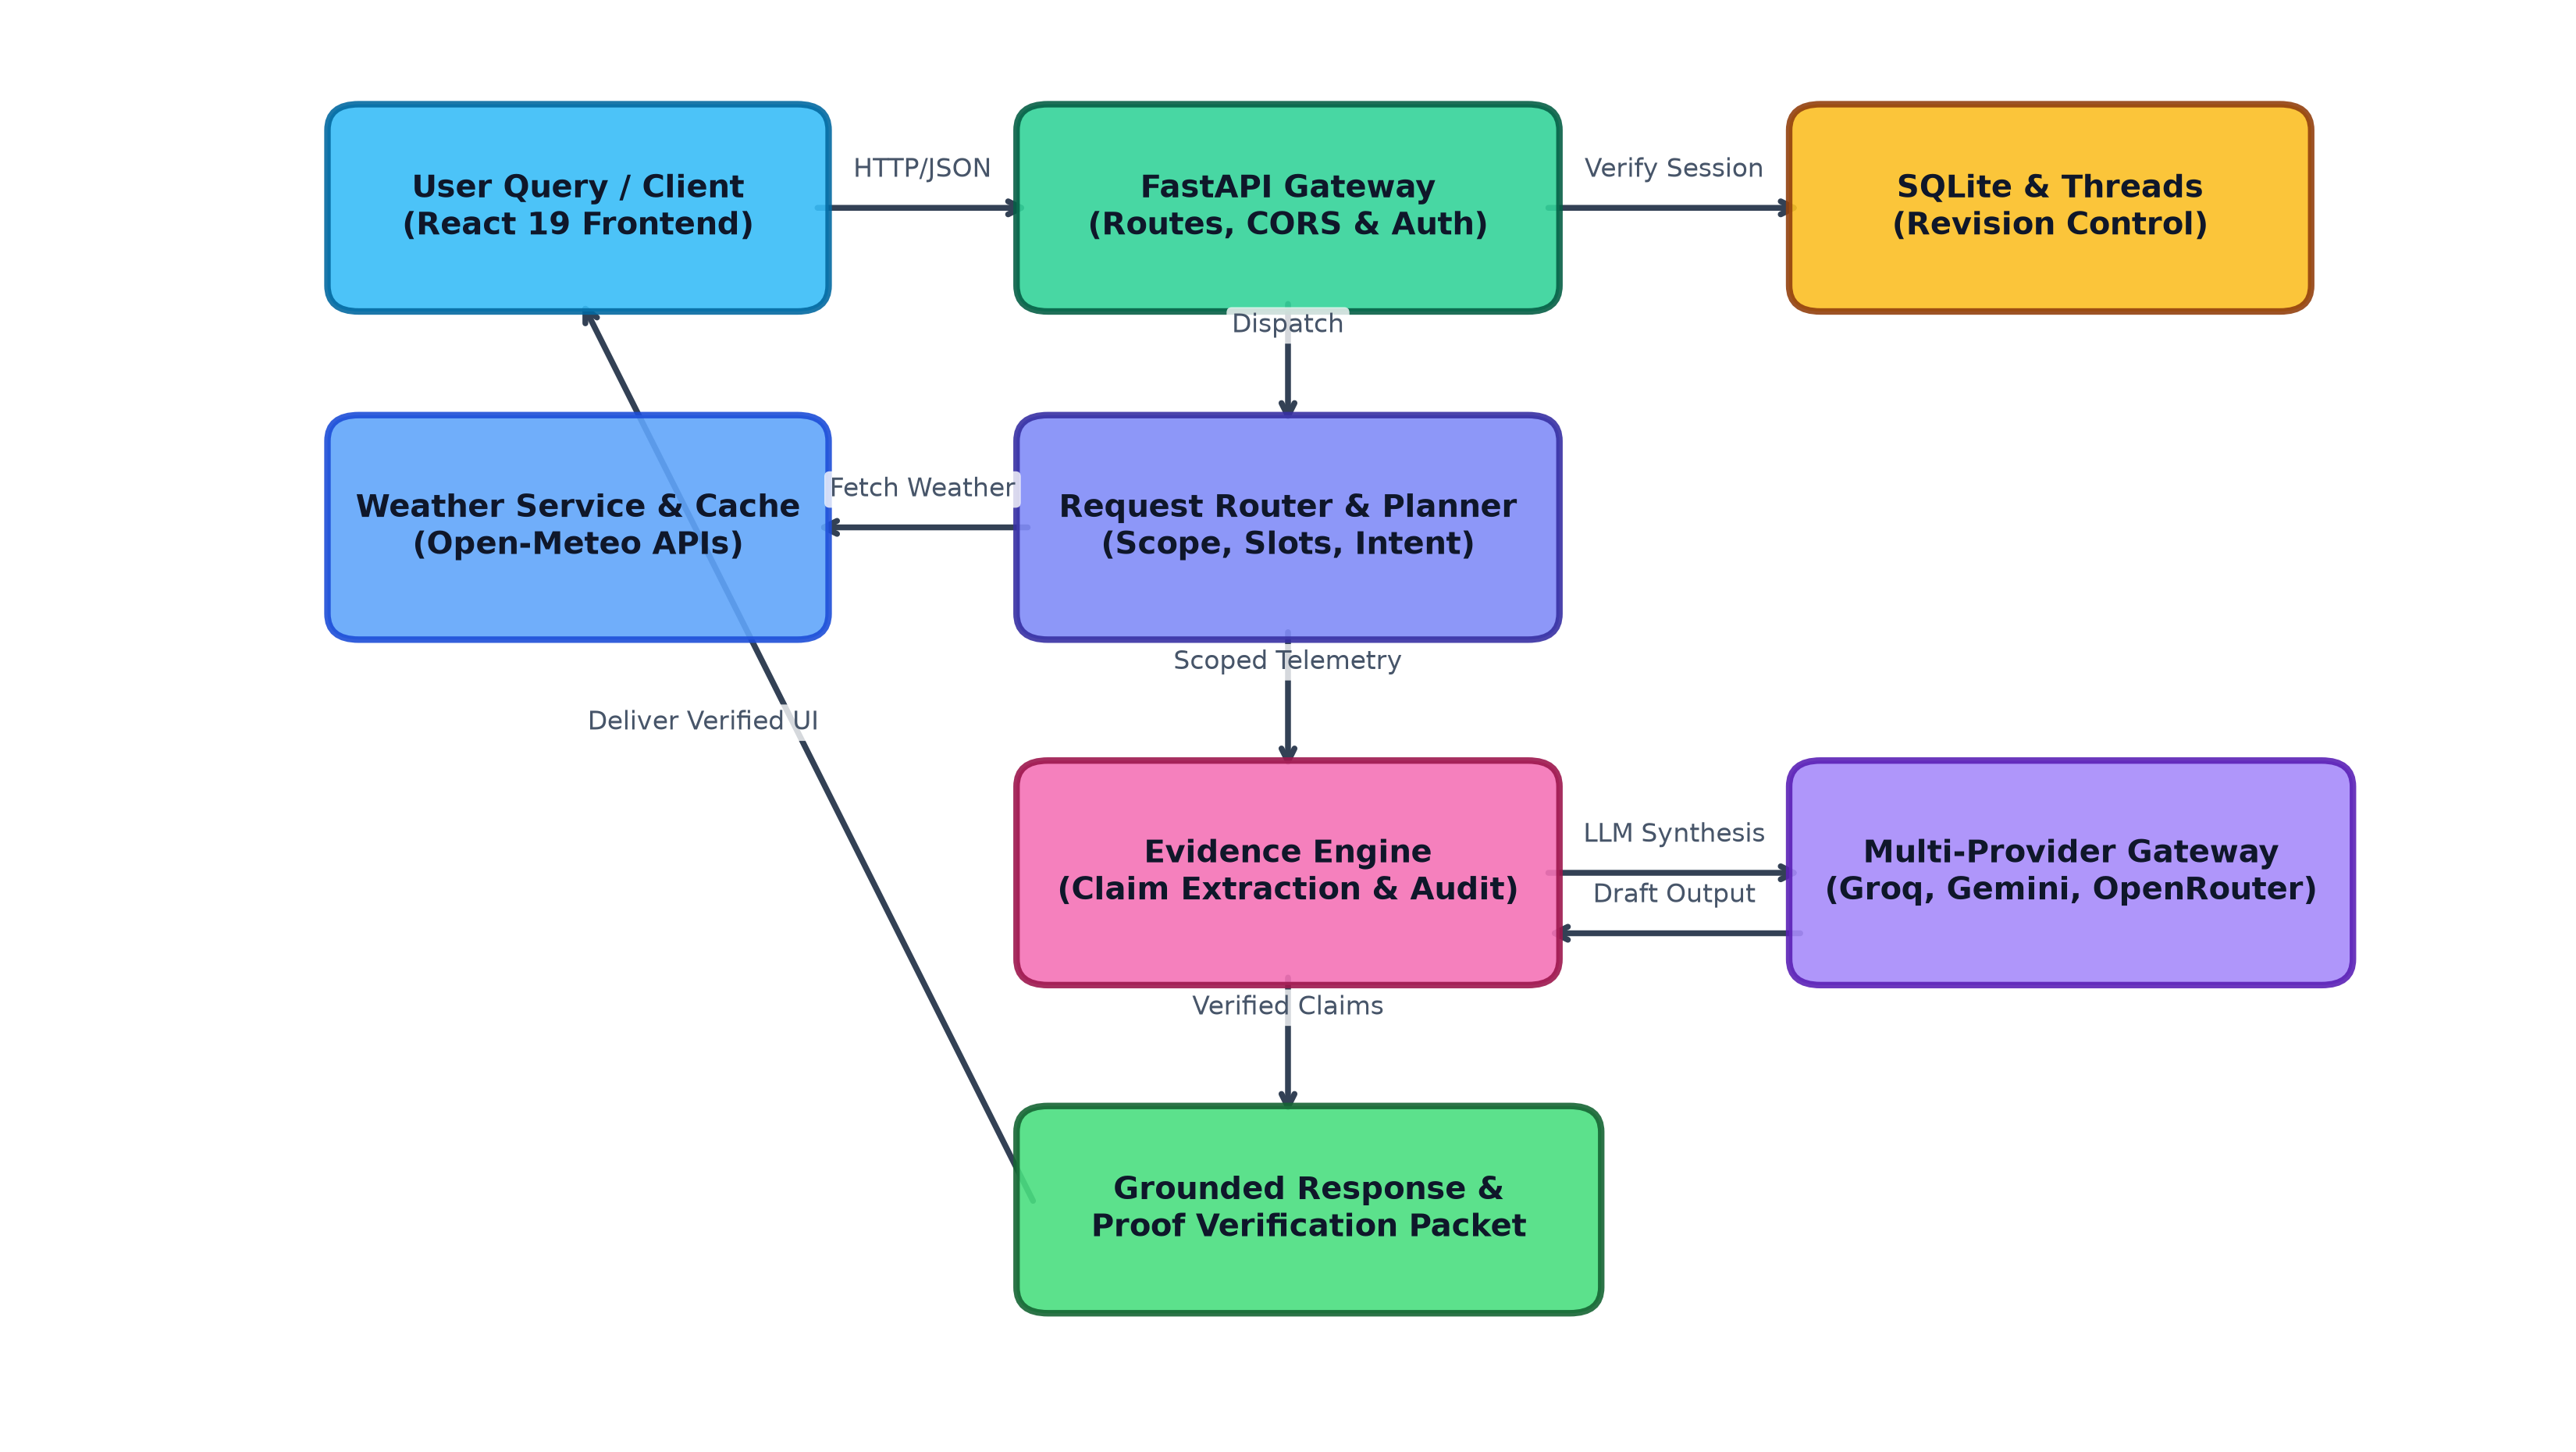 User Query / Client
(React 19 Frontend)
HTTP/JSON
FastAPI Gateway
(Routes, CORS & Auth)
Verify Session
SQLite & Threads
(Revision Control)
Dispatch
Weather Service & Cache
(Open-Meteo APIs)
Fetch Weather
Request Router & Planner
(Scope, Slots, Intent)
Scoped Telemetry
Deliver Verified UI
Evidence Engine
(Claim Extraction & Audit)
LLM Synthesis
Draft Output
Multi-Provider Gateway
(Groq, Gemini, OpenRouter)
Verified Claims
Grounded Response &
Proof Verification Packet